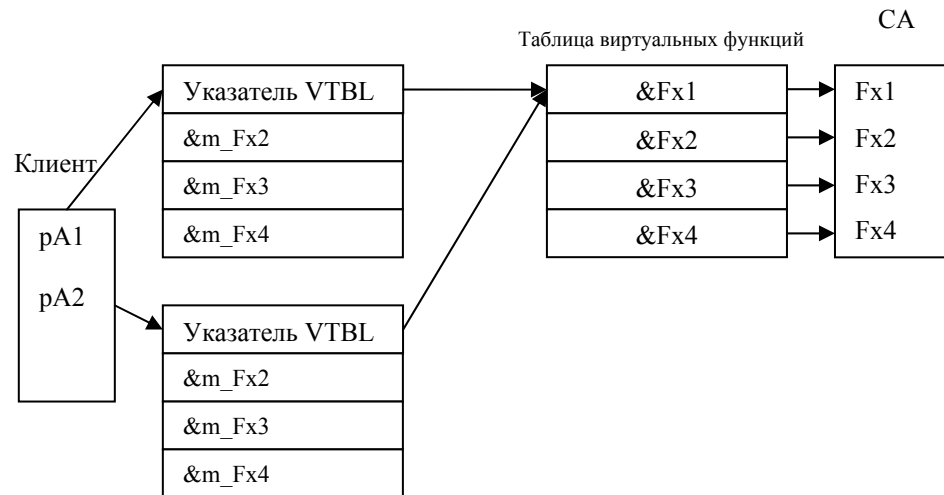 CA
Таблица виртуальных функций
Указатель VTBL
&m_Fx2
&m_Fx3
&m_Fx4
&Fx1
&Fx2
&Fx3
&Fx4
Fx1
Fx2
Fx3
Fx4
Клиент
pA1
pA2
Указатель VTBL
&m_Fx2
&m_Fx3
&m_Fx4